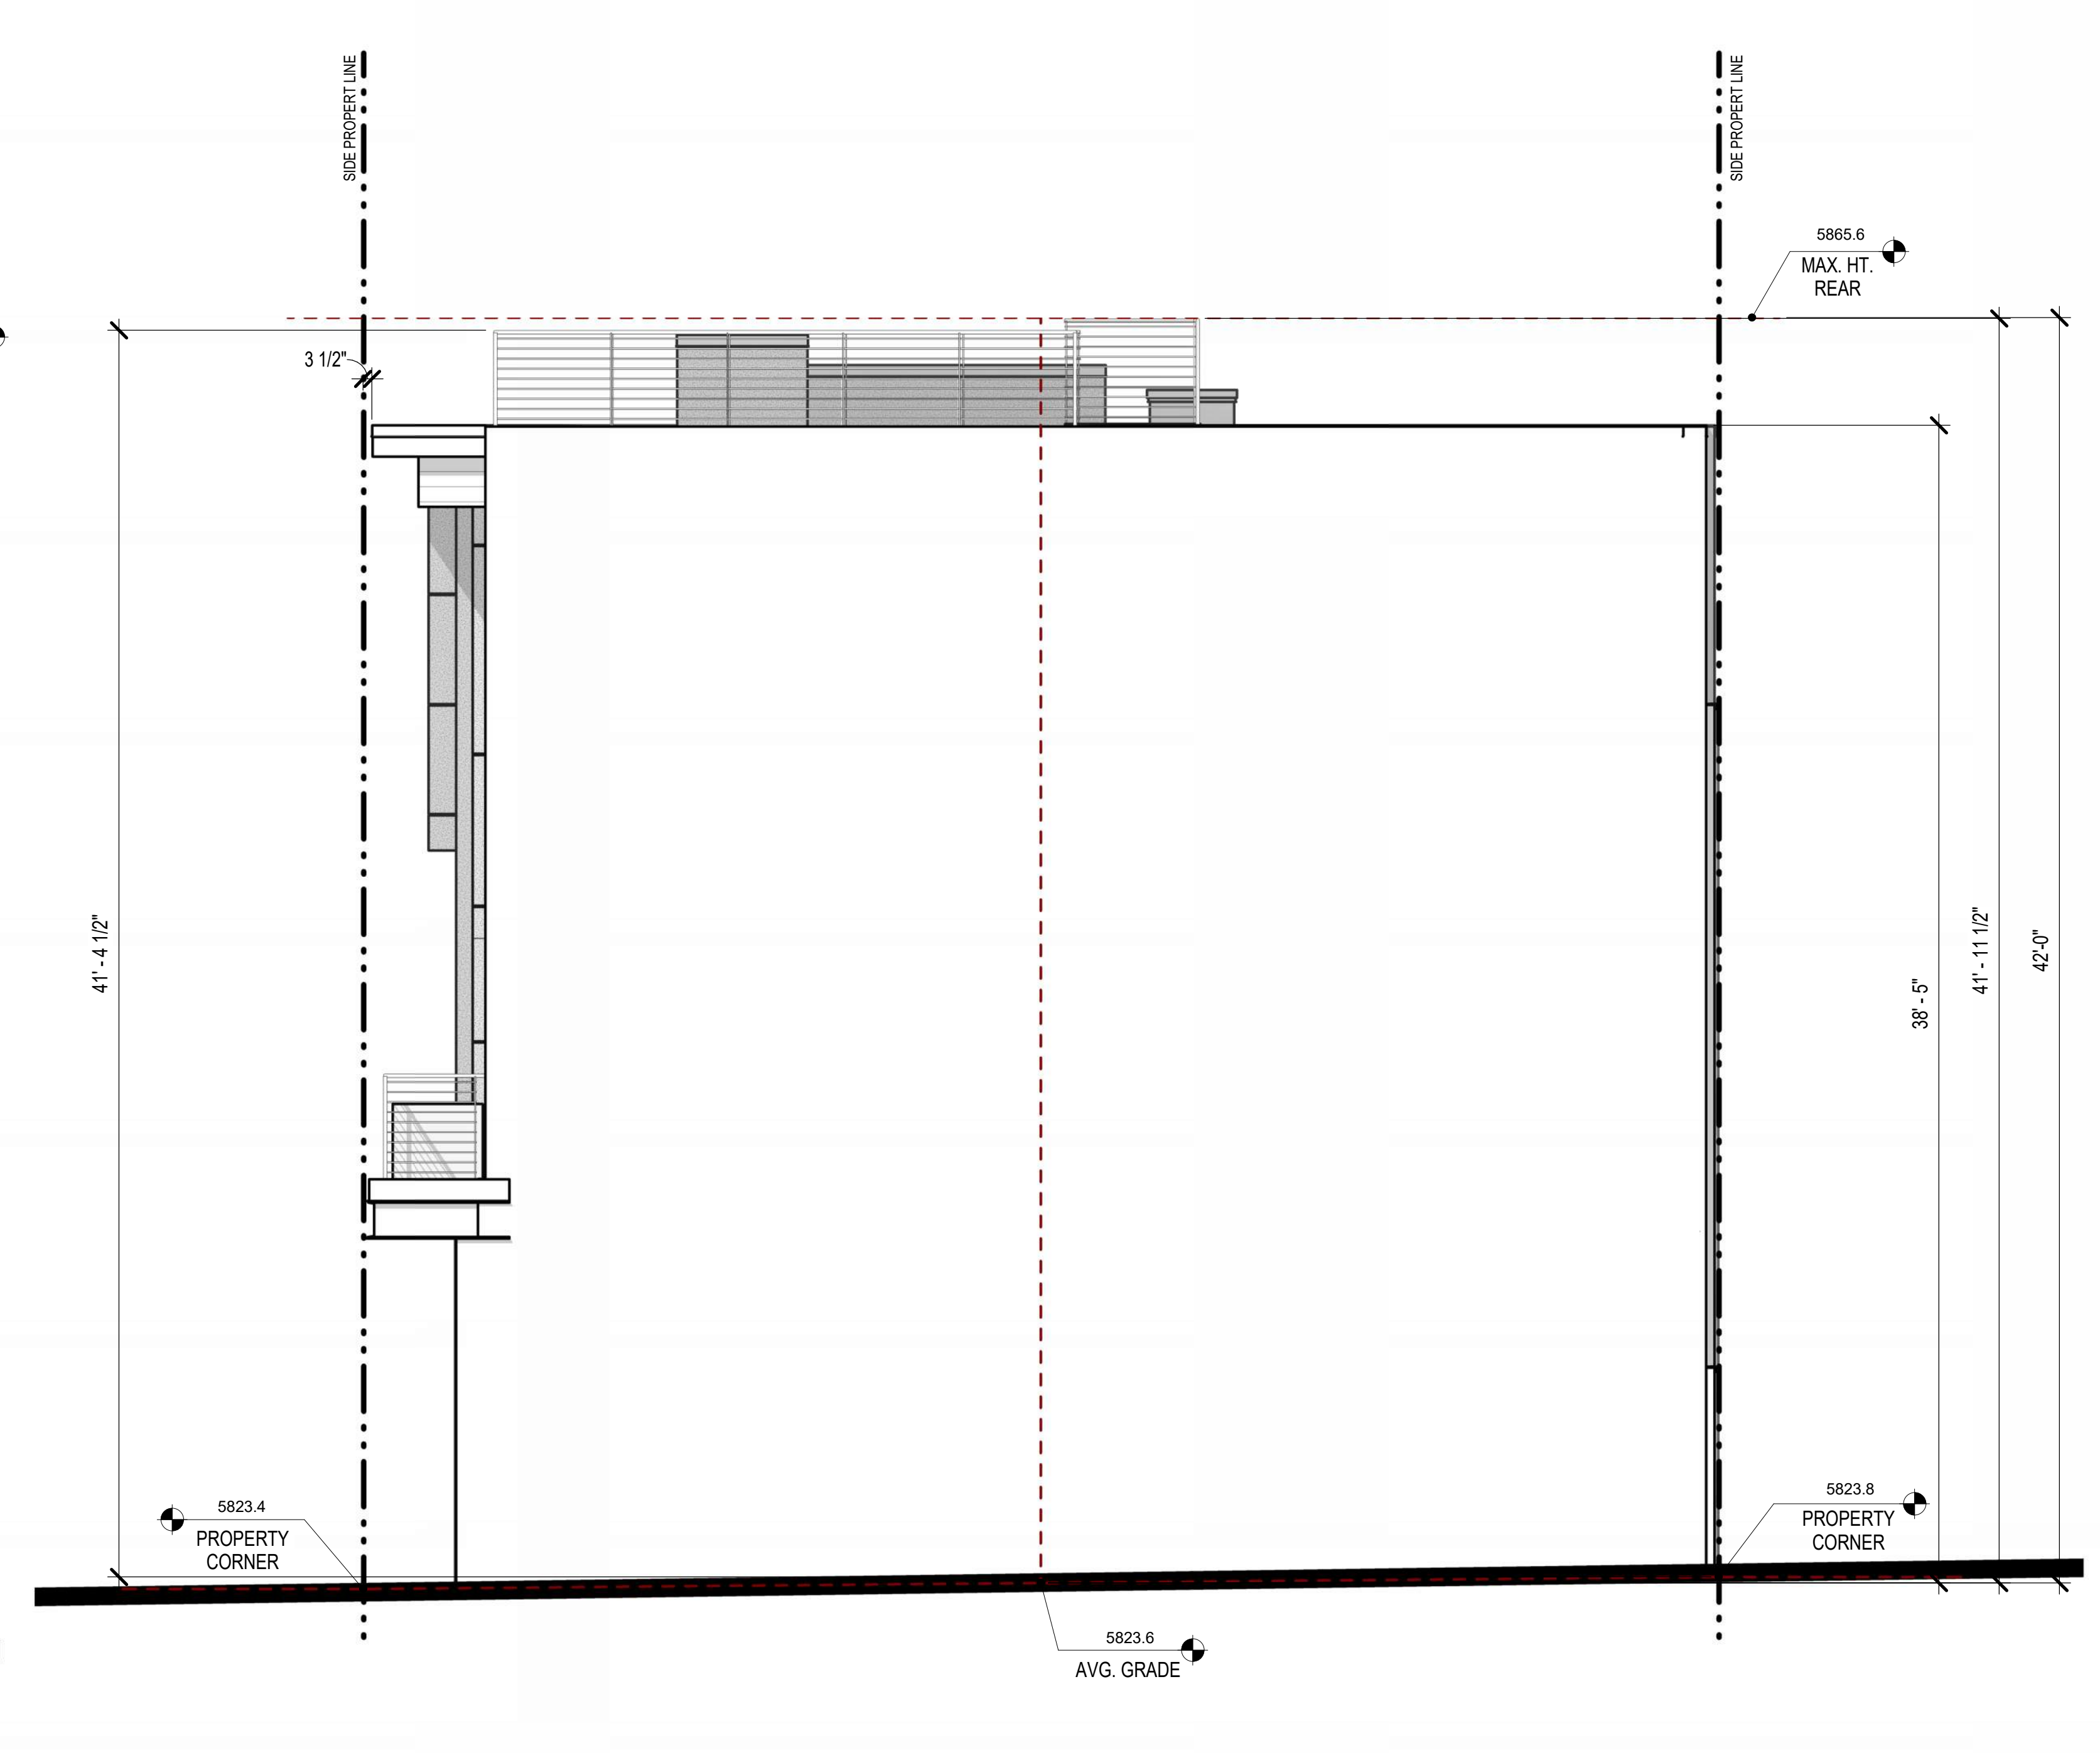 SIDE PROPERT LINE
SIDE PROPERT LINE
5865.6
MAX. HT.
REAR
3 1/2"
41' - 4 1/2"
38' - 5"
41' - 11 1/2"
42'-0"
5823.4
PROPERTY
CORNER
5823.8
PROPERTY
CORNER
5823.6
AVG. GRADE